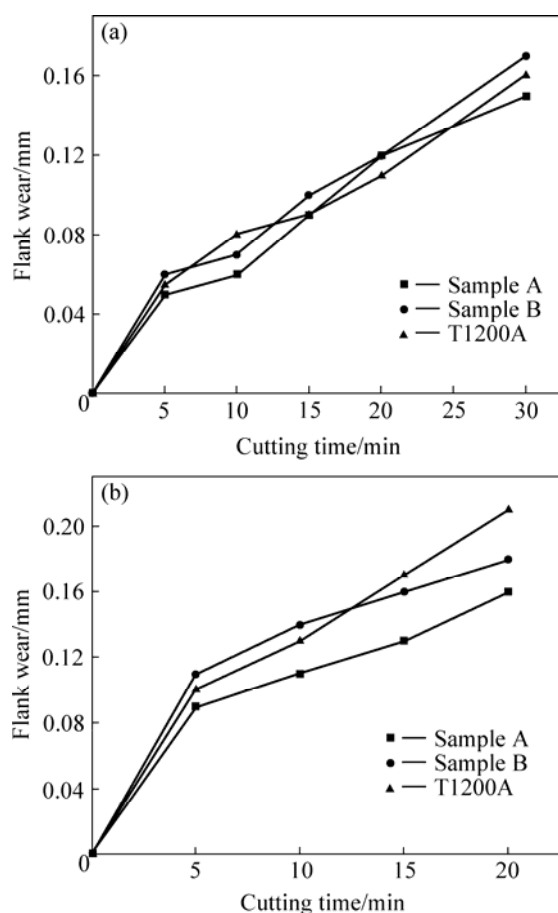 (a)
0.16
0.12
0.08
0.04
0
Flank wear/mm
Sample A
Sample B
T1200A
5 10 15 20 25 30
Cutting time/min
(b)
0.20
0.16
0.12
0.08
0.04
0
Flank wear/mm
Sample A
Sample B
T1200A
5 10 15 20
Cutting time/min